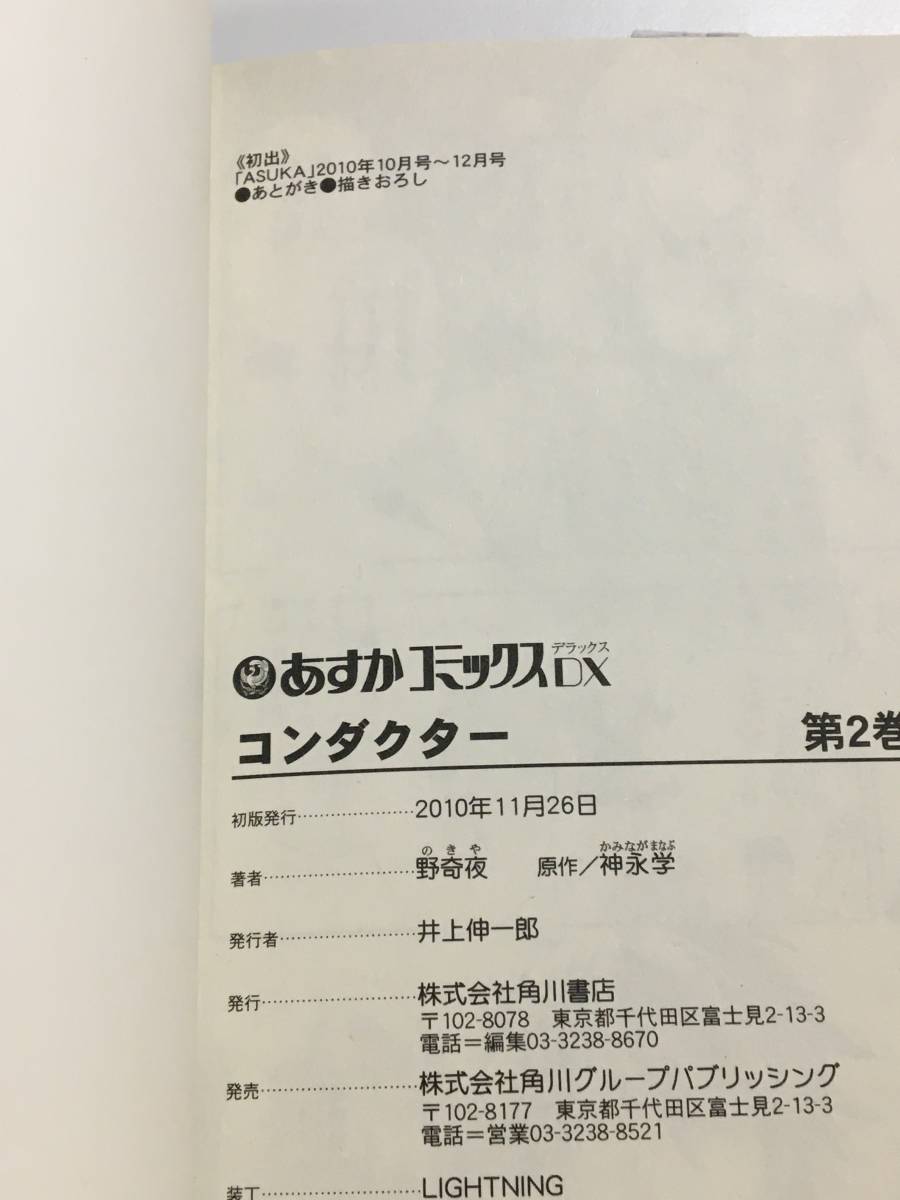 《初出》
「ASUKA」2010年10月号〜12月号
●あとがき●描きおろし
あすかコミックスDX
デラックス
コンダクター 第2巻
初版発行…………………2010年11月26日
のきや かみながまなぶ
著者………………………野奇夜 原作/神永学
発行者……………………井上伸一郎
発行………………………株式会社角川書店
〒102-8078 東京都千代田区富士見2-13-3
電話=編集03-3238-8670
発売………………………株式会社角川グループパブリッシング
〒102-8177 東京都千代田区富士見2-13-3
電話=営業03-3238-8521
装丁………………………LIGHTNING